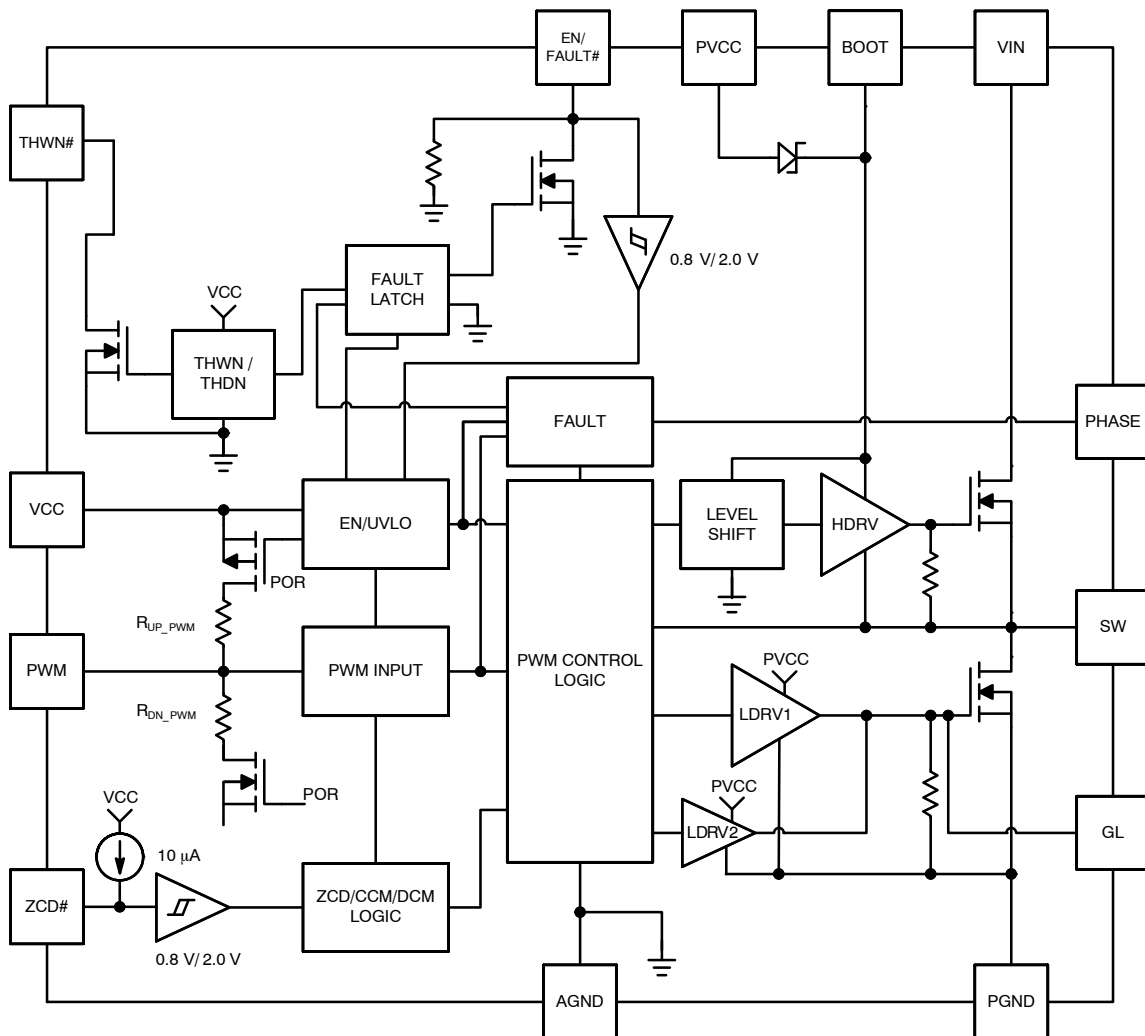 EN/
FAULT#
PVCC
BOOT
VIN
THWN#
0.8 V/ 2.0 V
FAULT
LATCH
VCC
THWN /
THDN
FAULT
PHASE
VCC
EN/UVLO
LEVEL
SHIFT
HDRV
POR
RUP_PWM
SW
PWM
PWM INPUT
PWM CONTROL
LOGIC
PVCC
RDN_PWM
LDRV1
POR
PVCC
VCC
LDRV2
GL
10 µA
ZCD#
ZCD/CCM/DCM
LOGIC
0.8 V/ 2.0 V
AGND
PGND